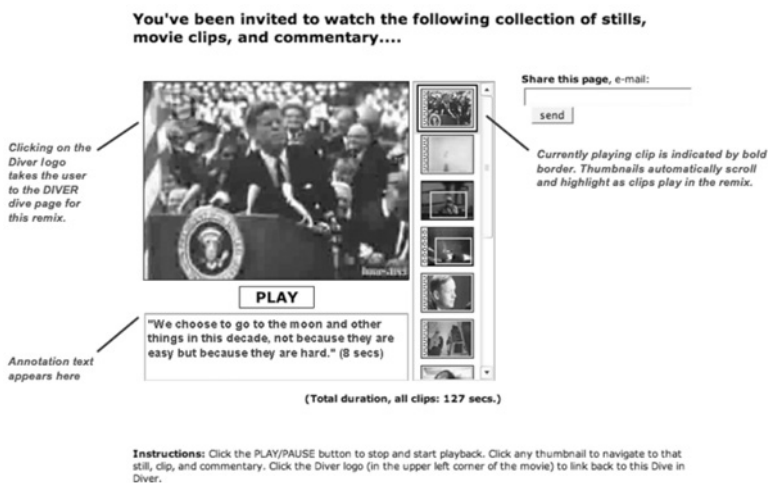 You've been invited to watch the following collection of stills,
movie clips, and commentary....
Share this page, e-mail:
send
Clicking on the
Diver logo
takes the user
to the DIVER
dive page for
this remix.
Currently playing clip is indicated by bold
border. Thumbnails automatically scroll
and highlight as clips play in the remix.
PLAY
"We choose to go to the moon and other
things in this decade, not because they are
easy but because they are hard." (8 secs)
Annotation text
appears here
(Total duration, all clips: 127 secs.)
Instructions: Click the PLAY/PAUSE button to stop and start playback. Click any thumbnail to navigate to that
still, clip, and commentary. Click the Diver logo (in the upper left corner of the movie) to link back to this Dive in
Diver.